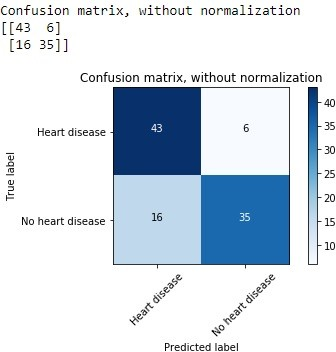 Confusion matrix, without normalization
[[43  6]
 [16 35]]
Confusion matrix, without normalization
Heart disease
No heart disease
True label
43
6
16
35
40
35
30
25
20
15
10
Heart disease
No heart disease
Predicted label